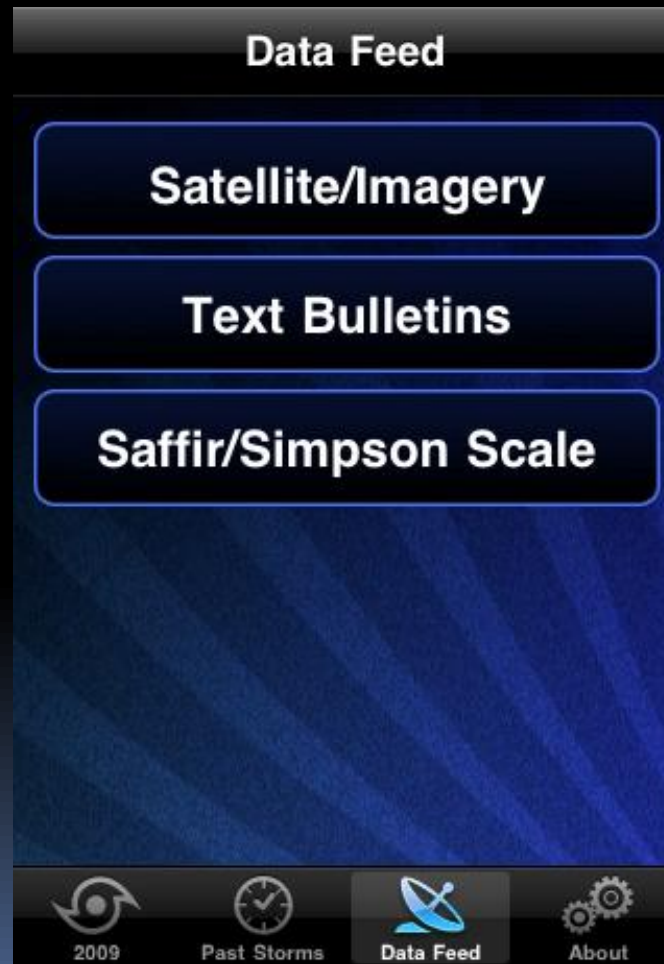 Data Feed
Satellite/Imagery
Text Bulletins
Saffir/Simpson Scale
2009 Past Storms Data Feed About